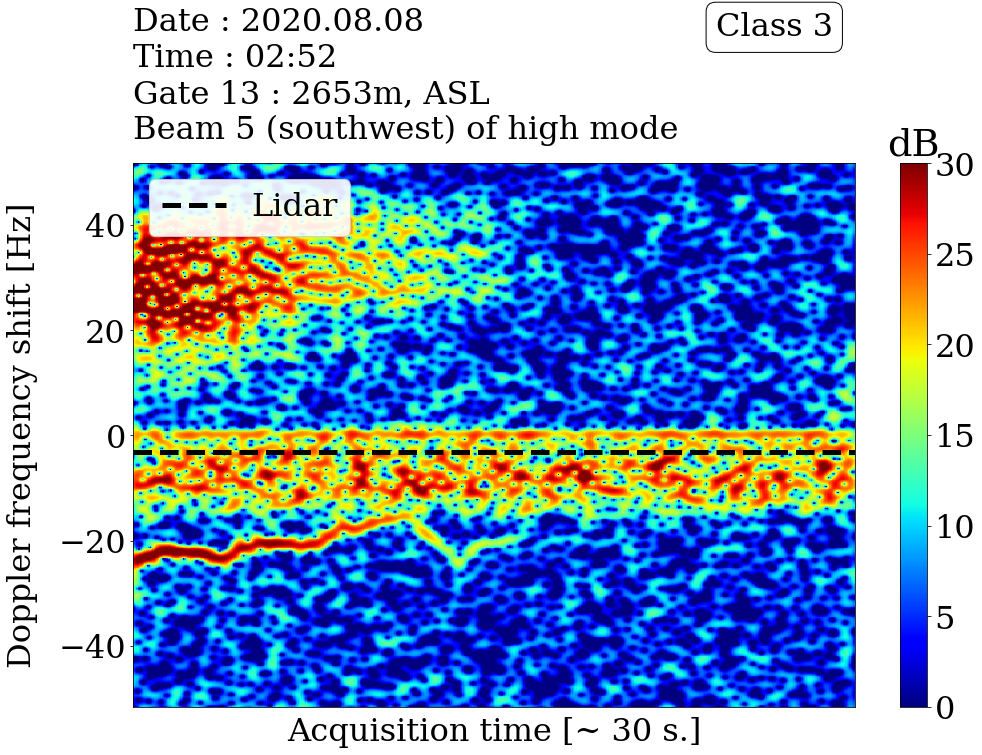 Date : 2020.08.08
Time : 02:52
Gate 13 : 2653m, ASL
Beam 5 (southwest) of high mode
Class 3
dB
Lidar
Doppler frequency shift [Hz]
40
20
0
−20
−40
30
25
20
15
10
5
0
Acquisition time [~ 30 s.]